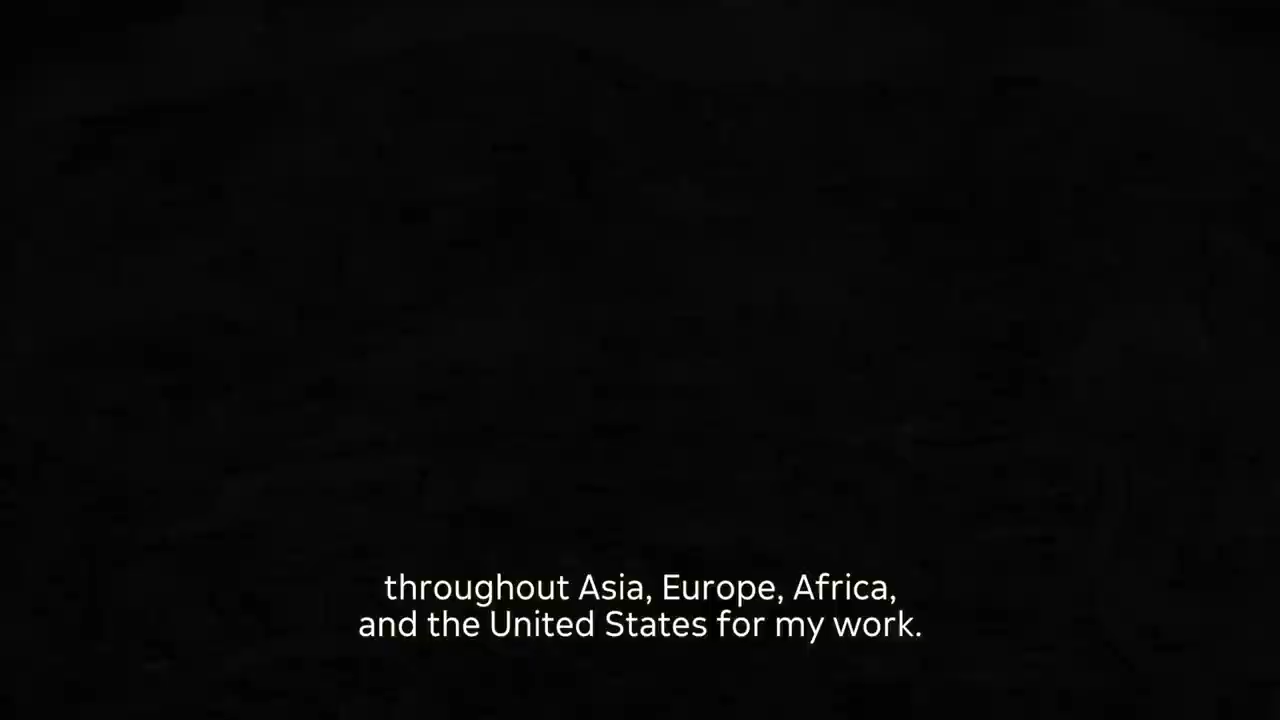 throughout Asia, Europe, Africa,
and the United States for my work.